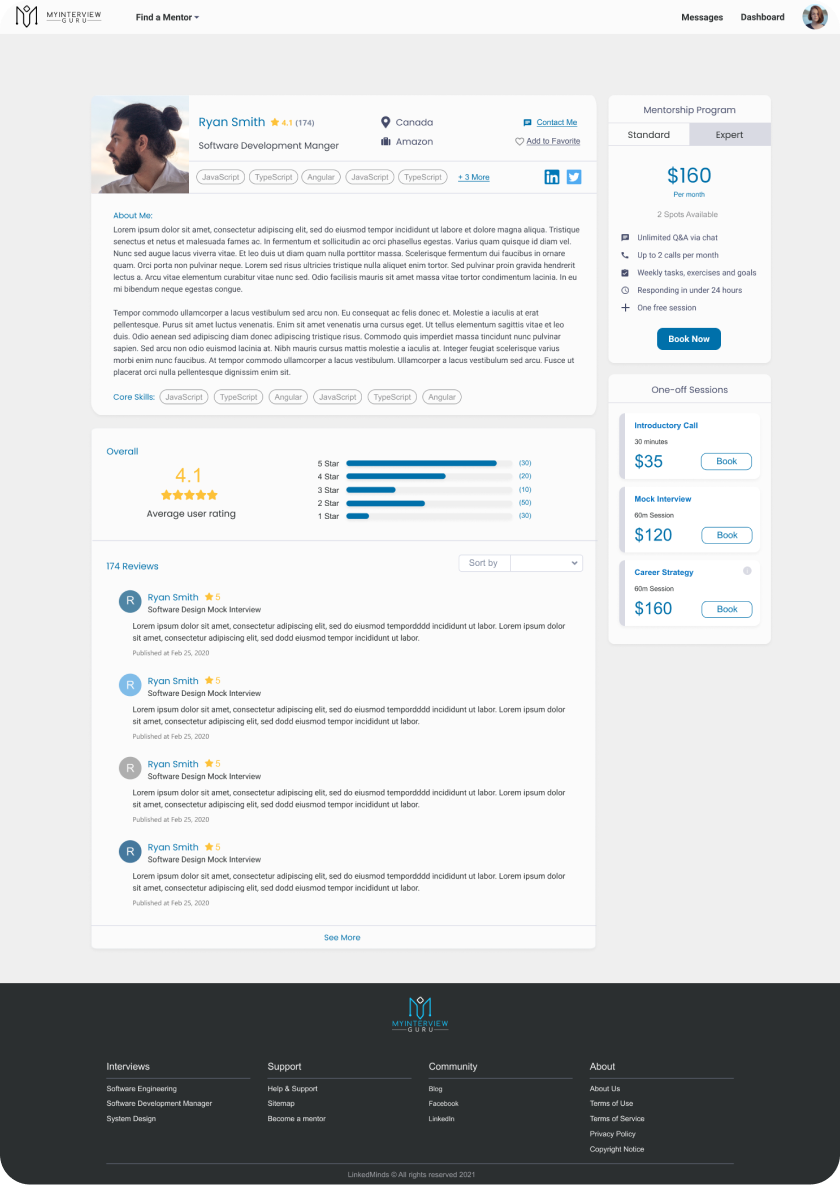 MYINTERVIEW
GURU
Find a Mentor
Messages
Dashboard
Ryan Smith 4.1 (174)
Software Development Manger
Canada
Amazon
Contact Me
Add to Favorite
JavaScript TypeScript Angular JavaScript TypeScript + 3 More
About Me:
Lorem ipsum dolor sit amet, consectetur adipiscing elit, sed do eiusmod tempor incididunt ut labore et dolore magna aliqua. Tristique
senectus et netus et malesuada fames ac. In fermentum et sollicitudin ac orci phasellus egestas. Varius quam quisque id diam vel.
Nunc sed augue lacus viverra vitae. Et leo duis ut diam quam nulla porttitor massa. Scelerisque fermentum dui faucibus in ornare
quam. Orci porta non pulvinar neque. Lorem sed risus ultricies tristique nulla aliquet enim tortor. Sed pulvinar proin gravida hendrerit
lectus a. Arcu vitae elementum curabitur vitae nunc sed. Odio facilisis mauris sit amet massa vitae tortor condimentum lacinia. In eu
mi bibendum neque egestas congue.
Tempor commodo ullamcorper a lacus vestibulum sed arcu non. Eu consequat ac felis donec et. Molestie a iaculis at erat
pellentesque. Purus sit amet luctus venenatis. Enim sit amet venenatis urna cursus eget. Ut tellus elementum sagittis vitae et leo
duis. Odio aenean sed adipiscing diam donec adipiscing tristique risus. Commodo quis imperdiet massa tincidunt nunc pulvinar
sapien. Sed arcu non odio euismod lacinia at. Nibh mauris cursus mattis molestie a iaculis at. Integer feugiat scelerisque varius
morbi enim nunc faucibus. At tempor commodo ullamcorper a lacus vestibulum. Ullamcorper a lacus vestibulum sed arcu. Fusce ut
placerat orci nulla pellentesque dignissim enim sit.
Core Skills: JavaScript TypeScript Angular JavaScript TypeScript Angular
Mentorship Program
Standard Expert
$160
Per month
2 Spots Available
Unlimited Q&A via chat
Up to 2 calls per month
Weekly tasks, exercises and goals
Responding in under 24 hours
One free session
Book Now
One-off Sessions
Introductory Call
30 minutes
$35 Book
Mock Interview
60m Session
$120 Book
Career Strategy
60m Session
$160 Book
Overall
4.1
Average user rating
5 Star (30)
4 Star (20)
3 Star (10)
2 Star (50)
1 Star (30)
174 Reviews
Sort by
R
Ryan Smith 5
Software Design Mock Interview
Lorem ipsum dolor sit amet, consectetur adipiscing elit, sed do eiusmod tempordddd incididunt ut labor. Lorem ipsum dolor
sit amet, consectetur adipiscing elit, sed dodd eiusmod tempor incididunt ut labor.
Published at Feb 25, 2020
R
Ryan Smith 5
Software Design Mock Interview
Lorem ipsum dolor sit amet, consectetur adipiscing elit, sed do eiusmod tempordddd incididunt ut labor. Lorem ipsum dolor
sit amet, consectetur adipiscing elit, sed dodd eiusmod tempor incididunt ut labor.
Published at Feb 25, 2020
R
Ryan Smith 5
Software Design Mock Interview
Lorem ipsum dolor sit amet, consectetur adipiscing elit, sed do eiusmod tempordddd incididunt ut labor. Lorem ipsum dolor
sit amet, consectetur adipiscing elit, sed dodd eiusmod tempor incididunt ut labor.
Published at Feb 25, 2020
R
Ryan Smith 5
Software Design Mock Interview
Lorem ipsum dolor sit amet, consectetur adipiscing elit, sed do eiusmod tempordddd incididunt ut labor. Lorem ipsum dolor
sit amet, consectetur adipiscing elit, sed dodd eiusmod tempor incididunt ut labor.
Published at Feb 25, 2020
See More
MYINTERVIEW
GURU
Interviews
Software Engineering
Software Development Manager
System Design
Support
Help & Support
Sitemap
Become a mentor
Community
Blog
Facebook
LinkedIn
About
About Us
Terms of Use
Terms of Service
Privacy Policy
Copyright Notice
LinkedMinds © All rights reserved 2021